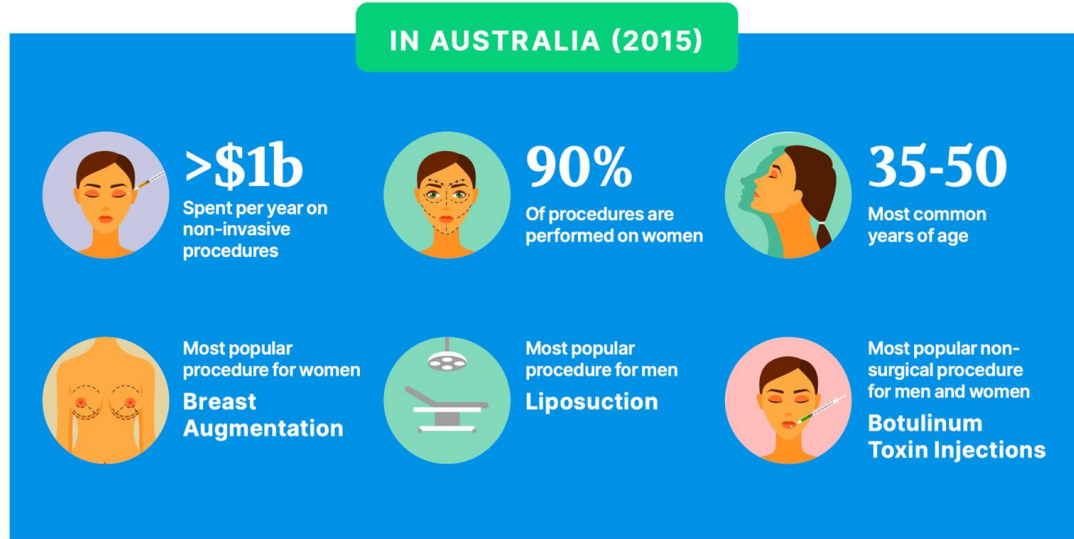 IN AUSTRALIA (2015)
>$1b
Spent per year on
non-invasive
procedures
90%
Of procedures are
performed on women
35-50
Most common
years of age
Most popular
procedure for women
Breast
Augmentation
Most popular
procedure for men
Liposuction
Most popular non-
surgical procedure
for men and women
Botulinum
Toxin Injections